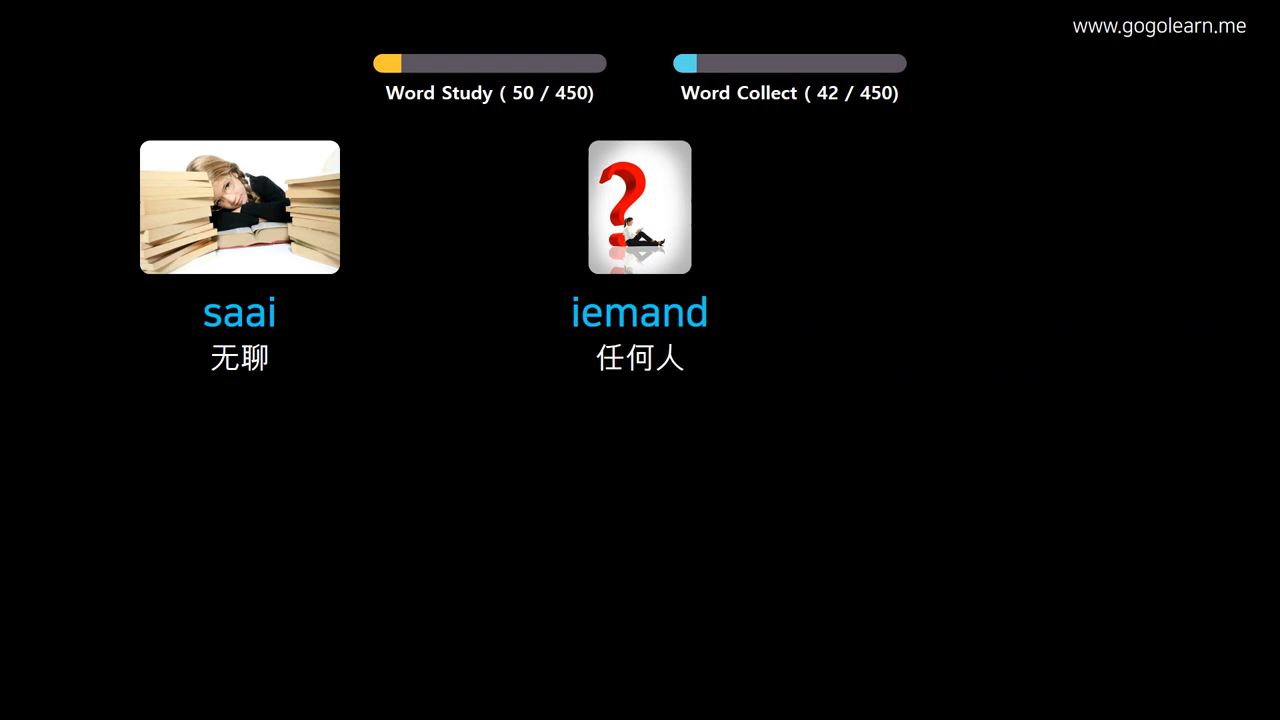 www.gogolearn.me
Word Study ( 50 / 450)
Word Collect ( 42 / 450)
saai
无聊
iemand
任何人